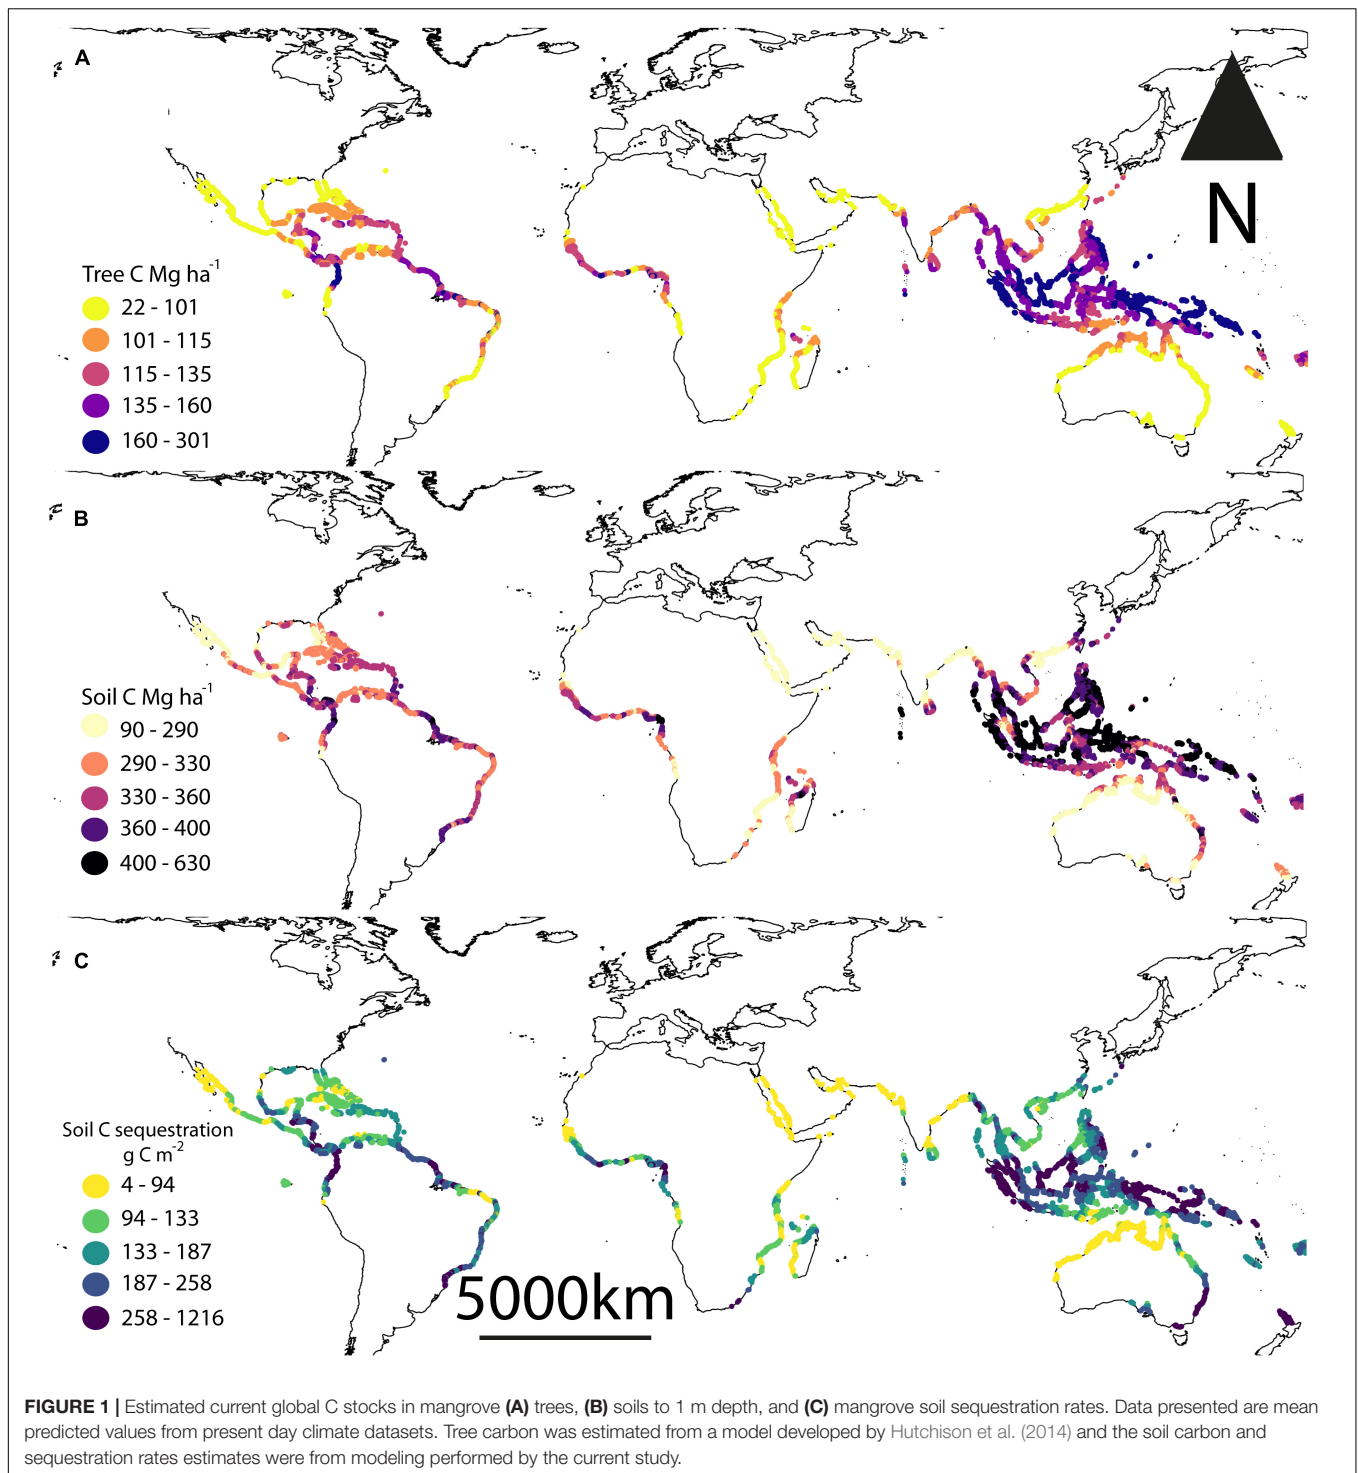 A
N
Tree C Mg ha-1
22 - 101
101 - 115
115 - 135
135 - 160
160 - 301
B
Soil C Mg ha-1
90 - 290
290 - 330
330 - 360
360 - 400
400 - 630
C
Soil C sequestration
g C m-2
4 - 94
94 - 133
133 - 187
187 - 258
258 - 1216
5000km
FIGURE 1 | Estimated current global C stocks in mangrove (A) trees, (B) soils to 1 m depth, and (C) mangrove soil sequestration rates. Data presented are mean
predicted values from present day climate datasets. Tree carbon was estimated from a model developed by Hutchison et al. (2014) and the soil carbon and
sequestration rates estimates were from modeling performed by the current study.